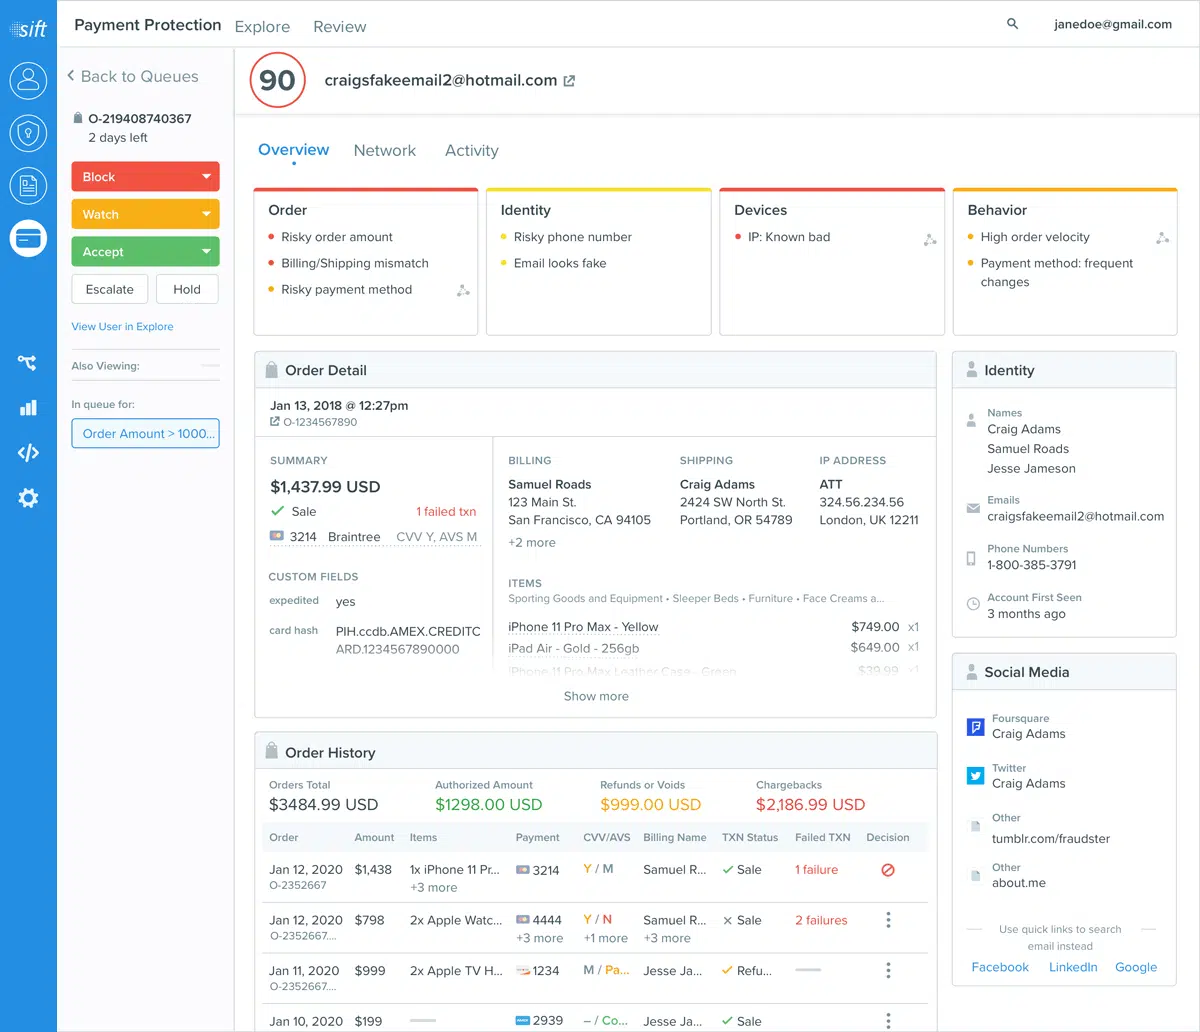 sift
Payment Protection
Explore
Review
janedoe@gmail.com
Back to Queues
O-219408740367
2 days left
Block
Watch
Accept
Escalate
Hold
View User in Explore
Also Viewing:
In queue for:
Order Amount > 1000...
90
craigsfakeemail2@hotmail.com
Overview
Network
Activity
Order
Risky order amount
Billing/Shipping mismatch
Risky payment method
Identity
Risky phone number
Email looks fake
Devices
IP: Known bad
Behavior
High order velocity
Payment method: frequent
changes
Order Detail
Jan 13, 2018 @ 12:27pm
O-1234567890
SUMMARY
$1,437.99 USD
Sale
1 failed txn
3214 Braintree CVV Y, AVS M
CUSTOM FIELDS
expedited yes
card hash PIH.ccdb.AMEX.CREDITC
ARD.1234567890000
BILLING
Samuel Roads
123 Main St.
San Francisco, CA 94105
+2 more
SHIPPING
Craig Adams
2424 SW North St.
Portland, OR 54789
IP ADDRESS
ATT
324.56.234.56
London, UK 12211
ITEMS
Sporting Goods and Equipment • Sleeper Beds • Furniture • Face Creams a...
iPhone 11 Pro Max - Yellow $749.00 x1
iPad Air - Gold - 256gb $649.00 x1
iPhone 11 Pro Max Leather Case - Green $39.99 x1
Show more
Identity
Names
Craig Adams
Samuel Roads
Jesse Jameson
Emails
craigsfakeemail2@hotmail.com
Phone Numbers
1-800-385-3791
Account First Seen
3 months ago
Social Media
Foursquare
Craig Adams
Twitter
Craig Adams
Other
tumblr.com/fraudster
Other
about.me
Use quick links to search
email instead
Facebook LinkedIn Google
Order History
Orders Total Authorized Amount Refunds or Voids Chargebacks
$3484.99 USD $1298.00 USD $999.00 USD $2,186.99 USD
Order Amount Items Payment CVV/AVS Billing Name TXN Status Failed TXN Decision
Jan 12, 2020 $1,438 1x iPhone 11 Pr... 3214 Y / M Samuel R... Sale 1 failure
O-2352667 +3 more
Jan 12, 2020 $798 2x Apple Watc... 4444 Y / N Samuel R... Sale 2 failures
O-2352667.... +3 more +1 more +3 more
Jan 11, 2020 $999 2x Apple TV H... 1234 M / Pa... Jesse Ja... Refu...
O-2352667....
Jan 10, 2020 $199 2939 – / Co... Jesse Ja... Sale